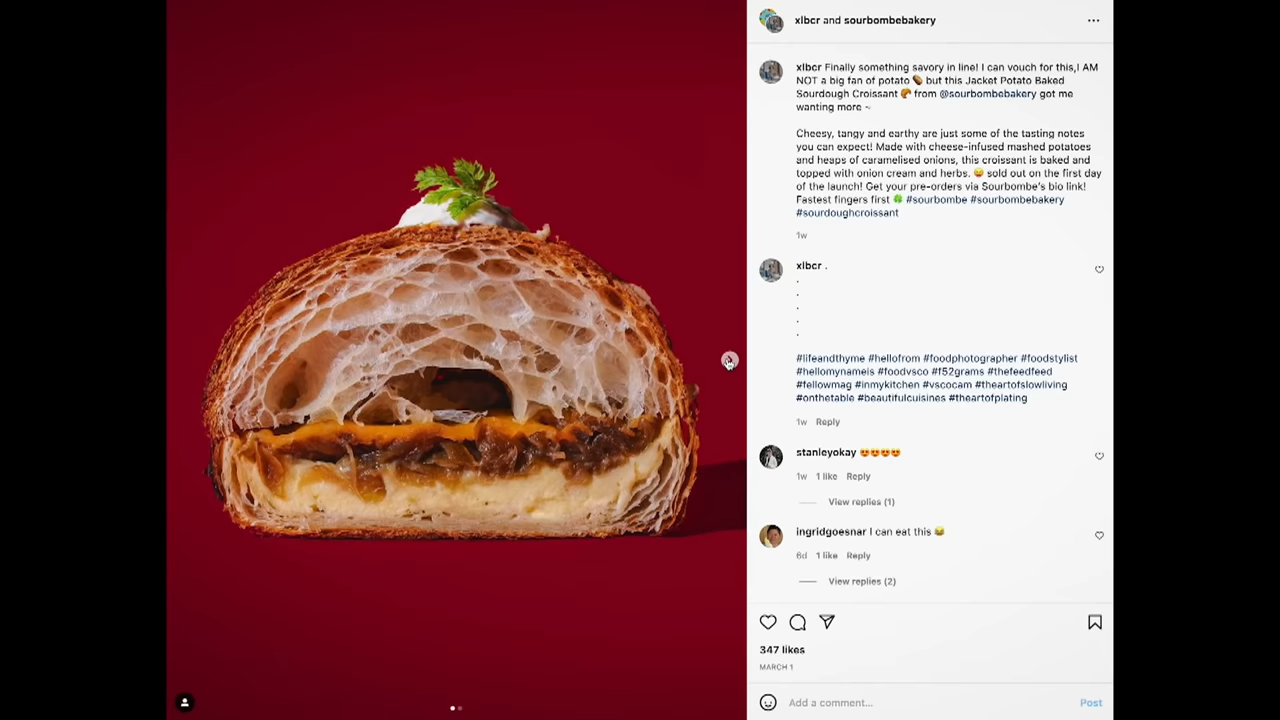 xlbcr and sourbombebakery
xlbcr Finally something savory in line! I can vouch for this,I AM
NOT a big fan of potato 🥔 but this Jacket Potato Baked
Sourdough Croissant 🥐 from @sourbombebakery got me
wanting more ~
Cheesy, tangy and earthy are just some of the tasting notes
you can expect! Made with cheese-infused mashed potatoes
and heaps of caramelised onions, this croissant is baked and
topped with onion cream and herbs. 😛 sold out on the first day
of the launch! Get your pre-orders via Sourbombe's bio link!
Fastest fingers first 🍀 #sourbombe #sourbombebakery
#sourdoughcroissant
1w
xlbcr .
.
.
.
.
.
#lifeandthyme #hellofrom #foodphotographer #foodstylist
#hellomynameis #foodvsco #f52grams #thefeedfeed
#fellowmag #inmykitchen #vscocam #theartofslowliving
#onthetable #beautifulcuisines #theartofplating
1w Reply
stanleyokay 😍😍😍😍
1w 1 like Reply
View replies (1)
ingridgoesnar I can eat this 😂
6d 1 like Reply
View replies (2)
347 likes
MARCH 1
Add a comment... Post